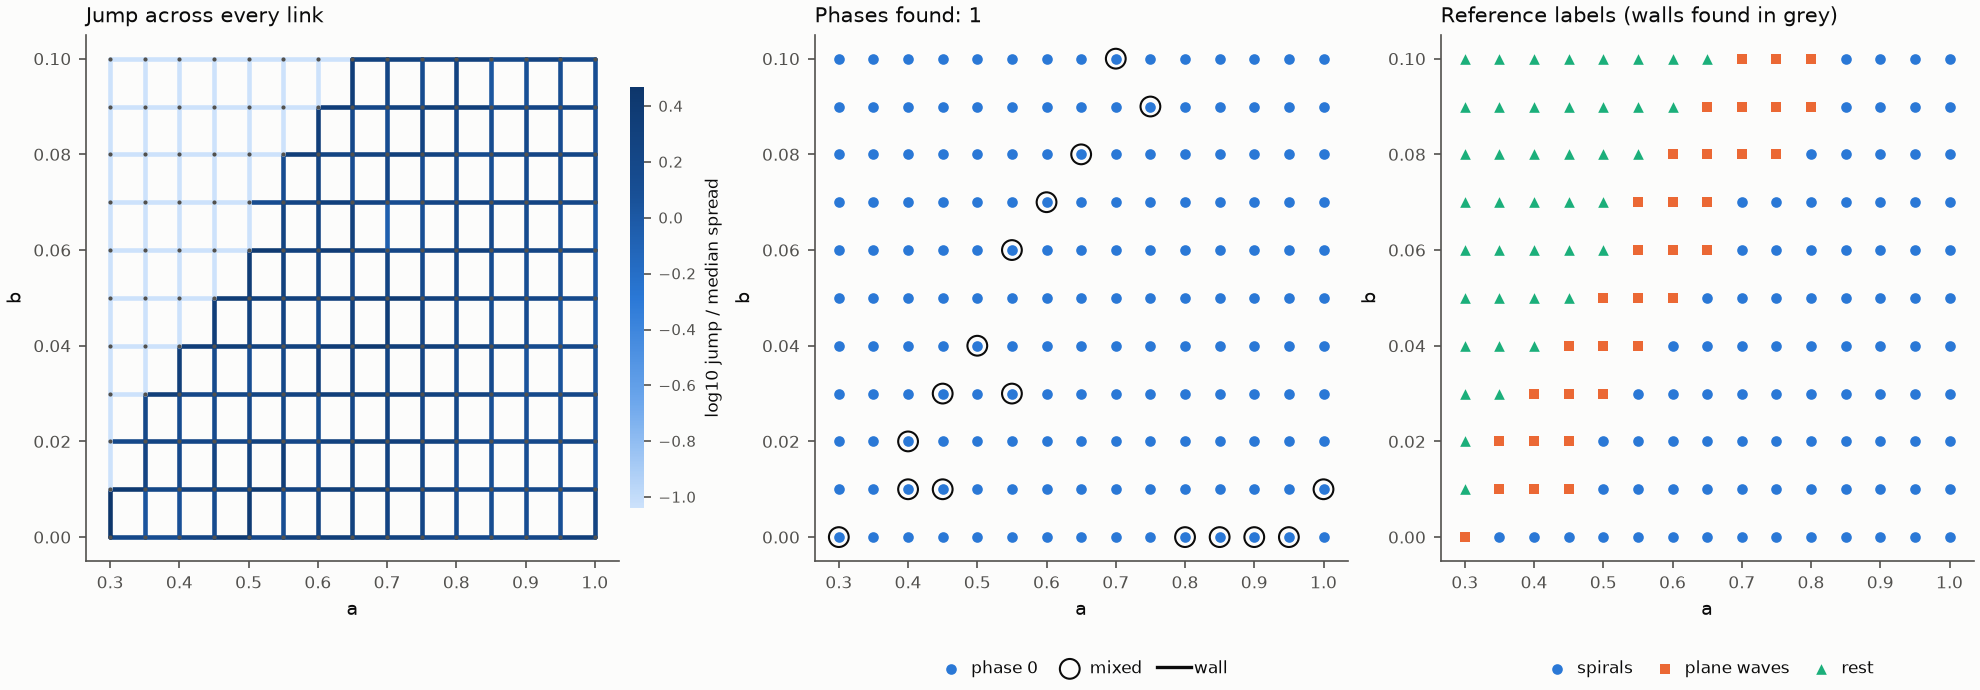 Jump across every link
0.10
0.08
0.06
0.04
0.02
0.00
b
0.3 0.4 0.5 0.6 0.7 0.8 0.9 1.0
a
0.4
0.2
0.0
−0.2
−0.4
−0.6
−0.8
−1.0
log10 jump / median spread
Phases found: 1
0.10
0.08
0.06
0.04
0.02
0.00
b
0.3 0.4 0.5 0.6 0.7 0.8 0.9 1.0
a
phase 0 mixed wall
Reference labels (walls found in grey)
0.10
0.08
0.06
0.04
0.02
0.00
b
0.3 0.4 0.5 0.6 0.7 0.8 0.9 1.0
a
spirals plane waves rest